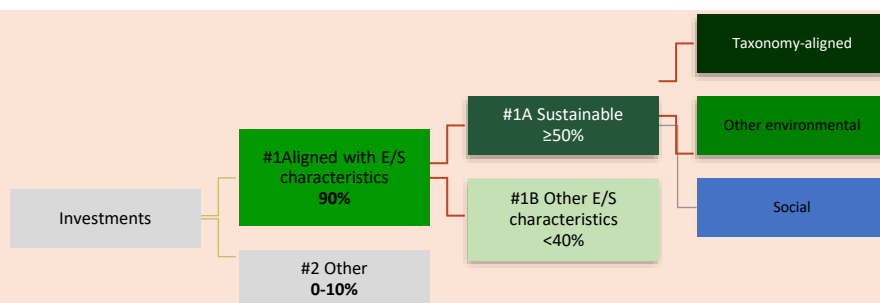 Taxonomy-aligned
#1A Sustainable
≥50%
Other environmental
#1Aligned with E/S
characteristics
90%
#1B Other E/S
characteristics
<40%
Social
Investments
#2 Other
0-10%